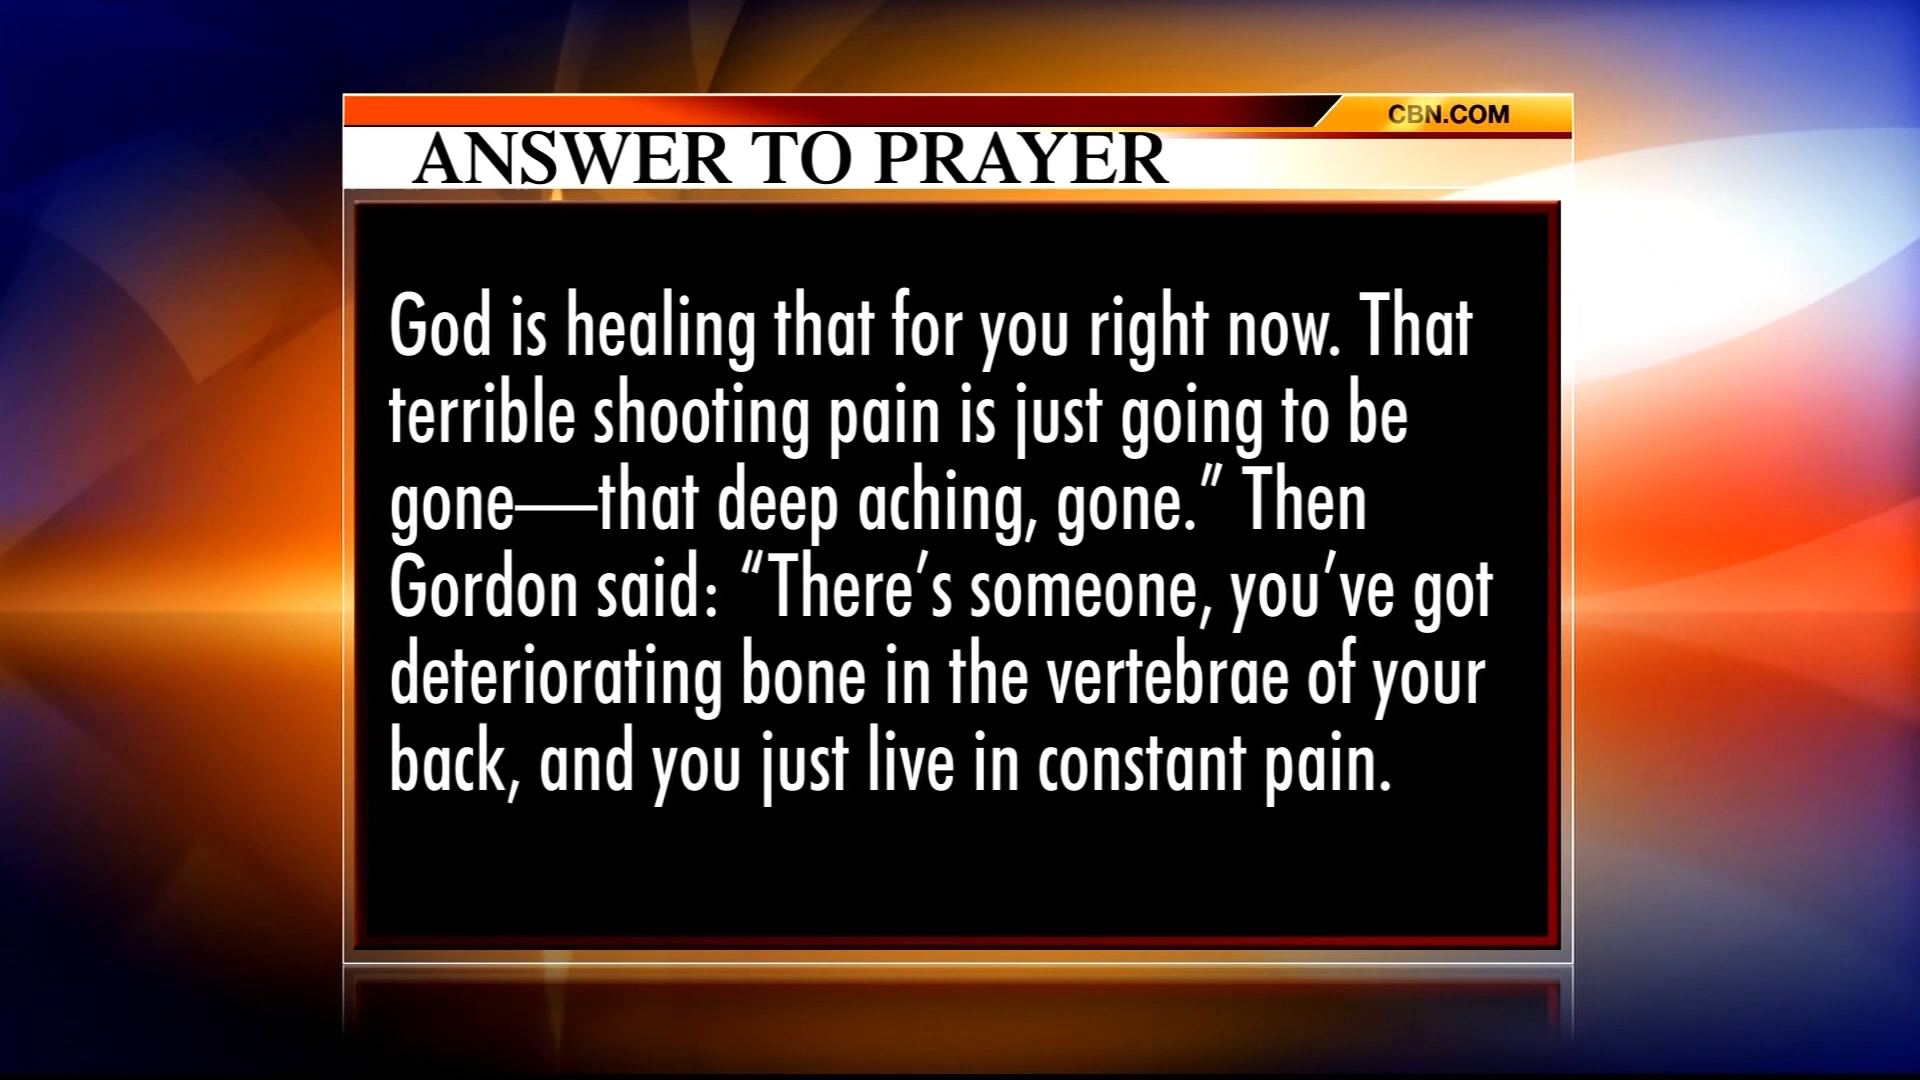 CBN.COM
ANSWER TO PRAYER
God is healing that for you right now. That
terrible shooting pain is just going to be
gone—that deep aching, gone.” Then
Gordon said: “There’s someone, you’ve got
deteriorating bone in the vertebrae of your
back, and you just live in constant pain.